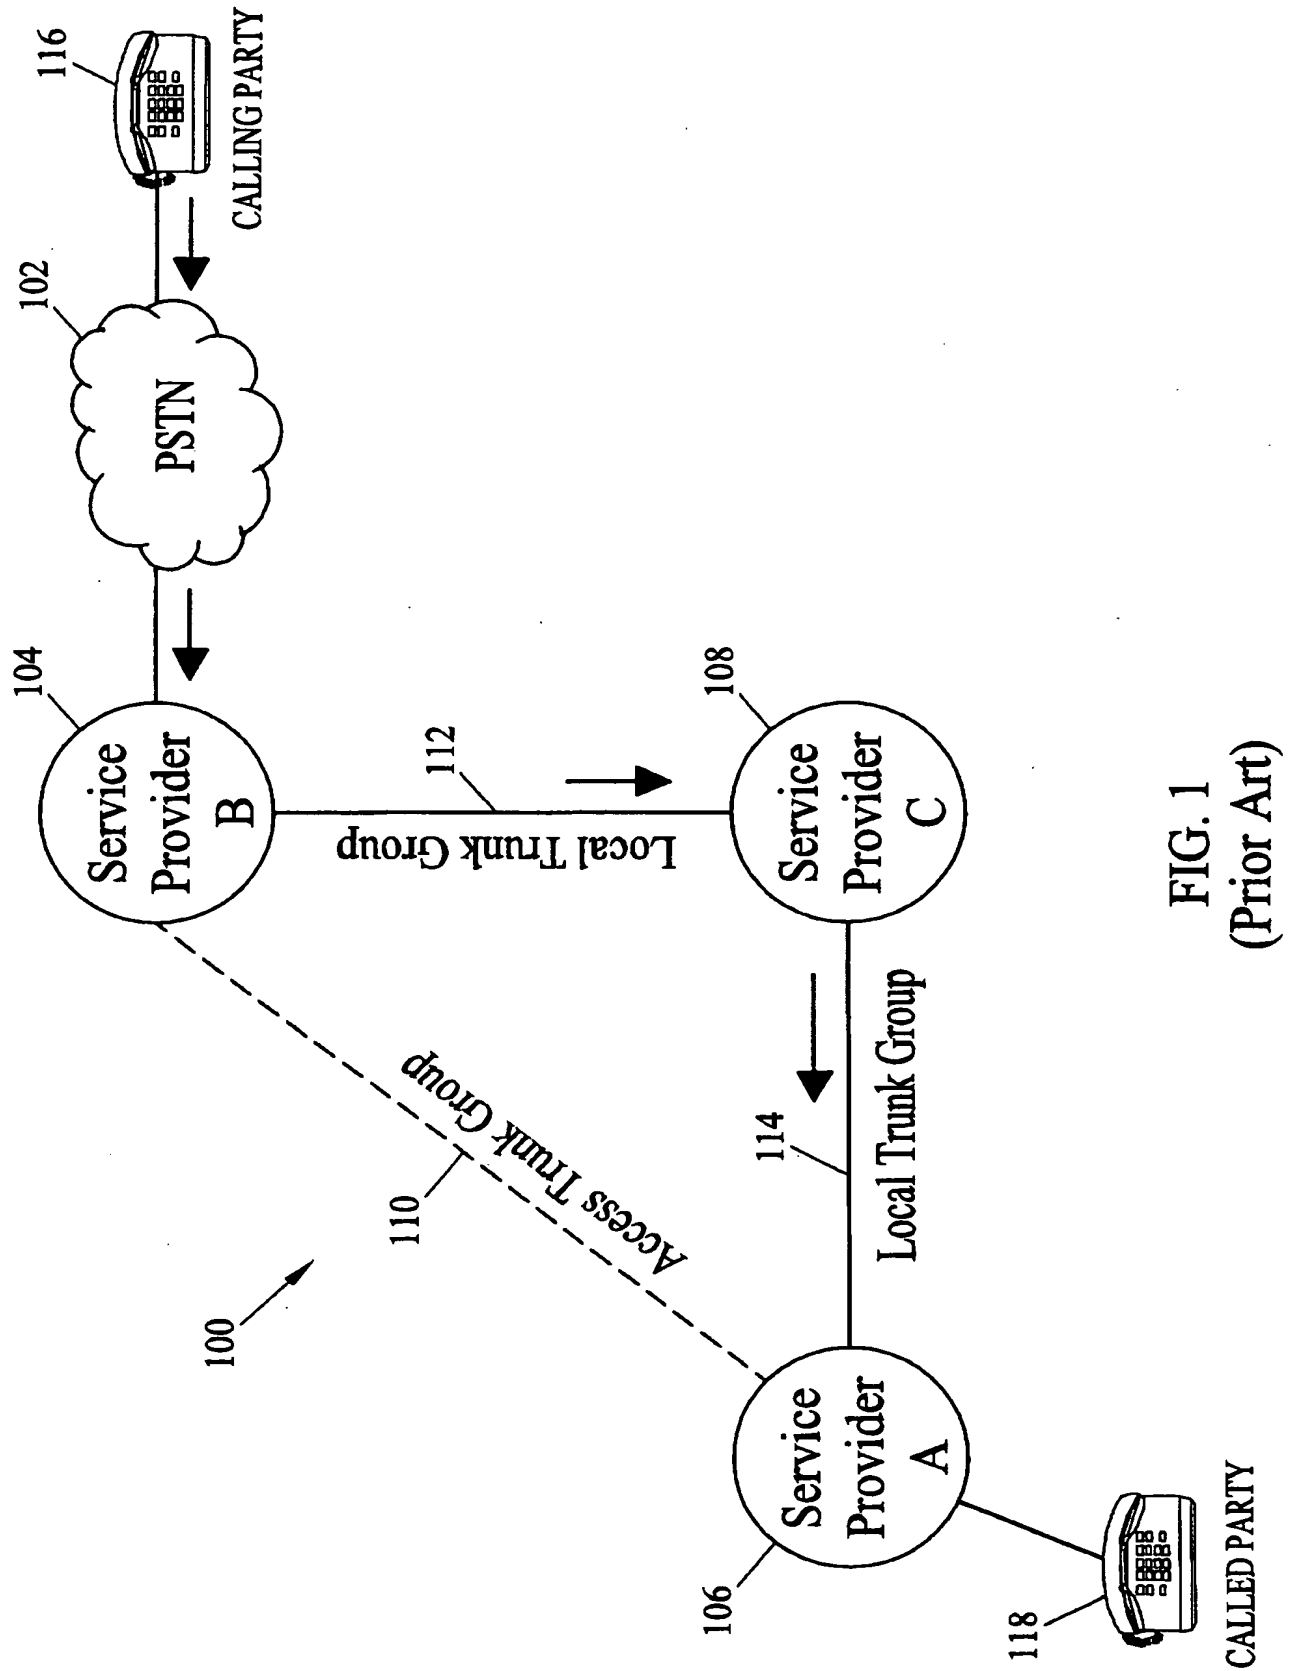 100
106
Service
Provider
A
118
CALLED PARTY
110
Access Trunk Group
114
Local Trunk Group
104
Service
Provider
B
112
Local Trunk Group
108
Service
Provider
C
102
PSTN
116
CALLING PARTY
FIG. 1
(Prior Art)